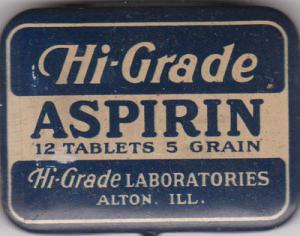 Hi-Grade
ASPIRIN
12 TABLETS 5 GRAIN
Hi-Grade LABORATORIES
ALTON. ILL.